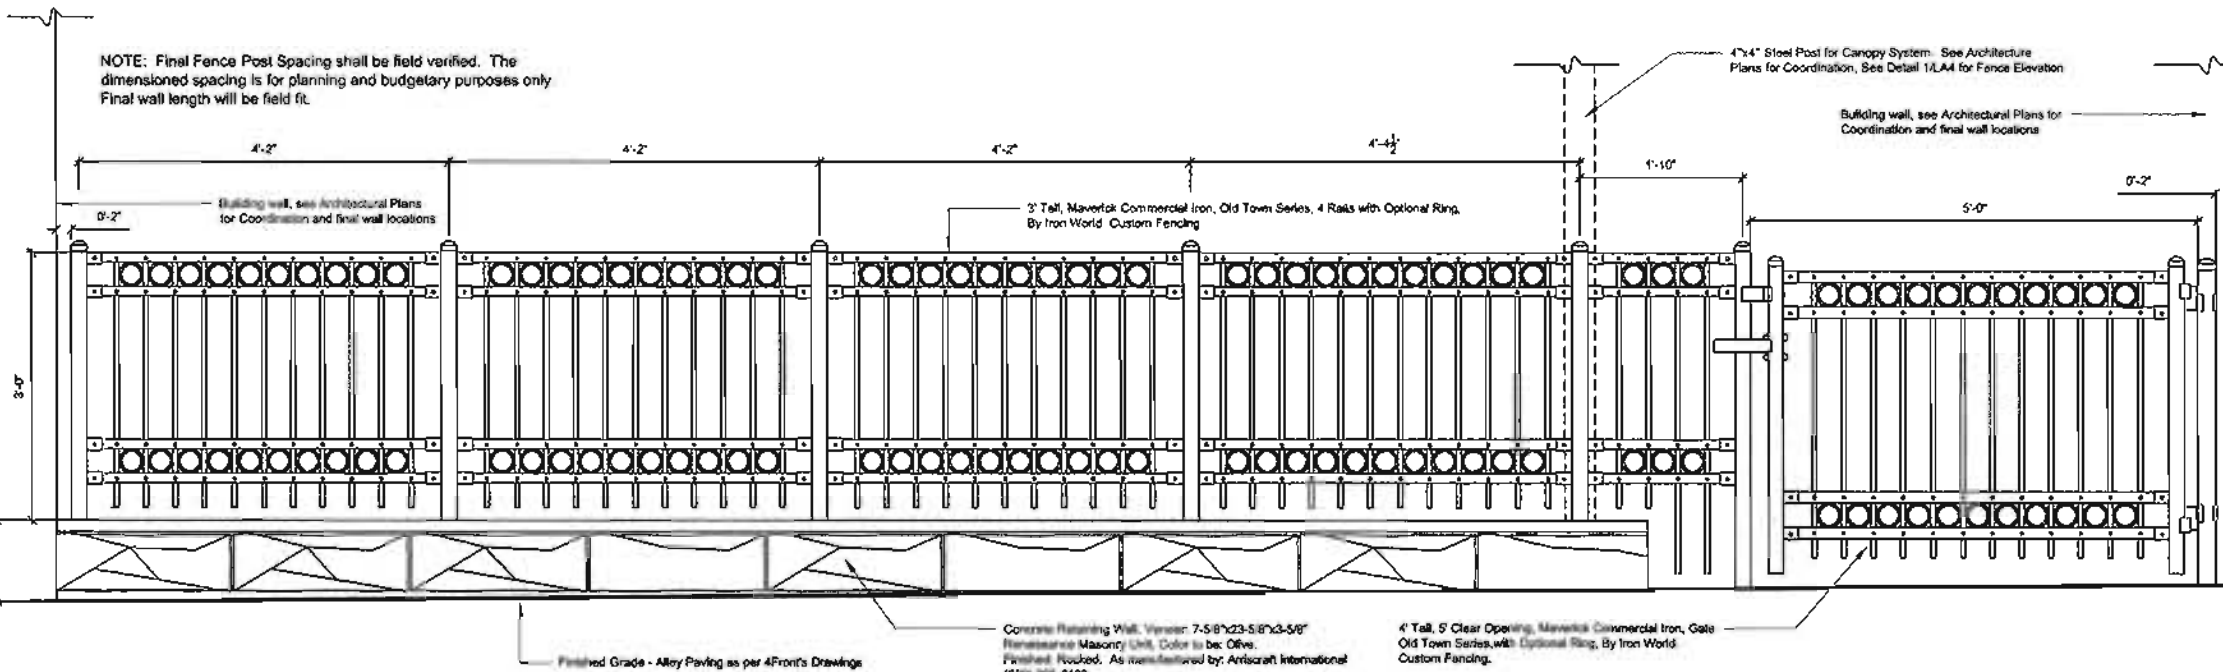 NOTE: Final Fence Post Spacing shall be field verified. The
dimensioned spacing is for planning and budgetary purposes only
Final wall length will be field fit.
4"x4" Steel Post for Canopy System. See Architecture
Plans for Coordination, See Detail 1/LA4 for Fence Elevation
Building wall, see Architectural Plans for
Coordination and final wall locations
4'-2"
4'-2"
4'-2"
4'-4½"
1'-10"
0'-2"
5'-0"
Building wall, see Architectural Plans
for Coordination and final wall locations
0'-2"
3' Tall, Maverick Commercial Iron, Old Town Series, 4 Rails with Optional Ring,
By Iron World Custom Fencing
3'-0"
Concrete Retaining Wall, Veneer: 7-5/8"x23-5/8"x3-5/8"
Renaissance Masonry Unit, Color to be: Olive.
Finished: Rocked. As manufactured by: Arriscraft International
4' Tall, 5' Clear Opening, Maverick Commercial Iron, Gate
Old Town Series, with Optional Ring, By Iron World
Custom Fencing.
Finished Grade - Alley Paving as per 4Front's Drawings